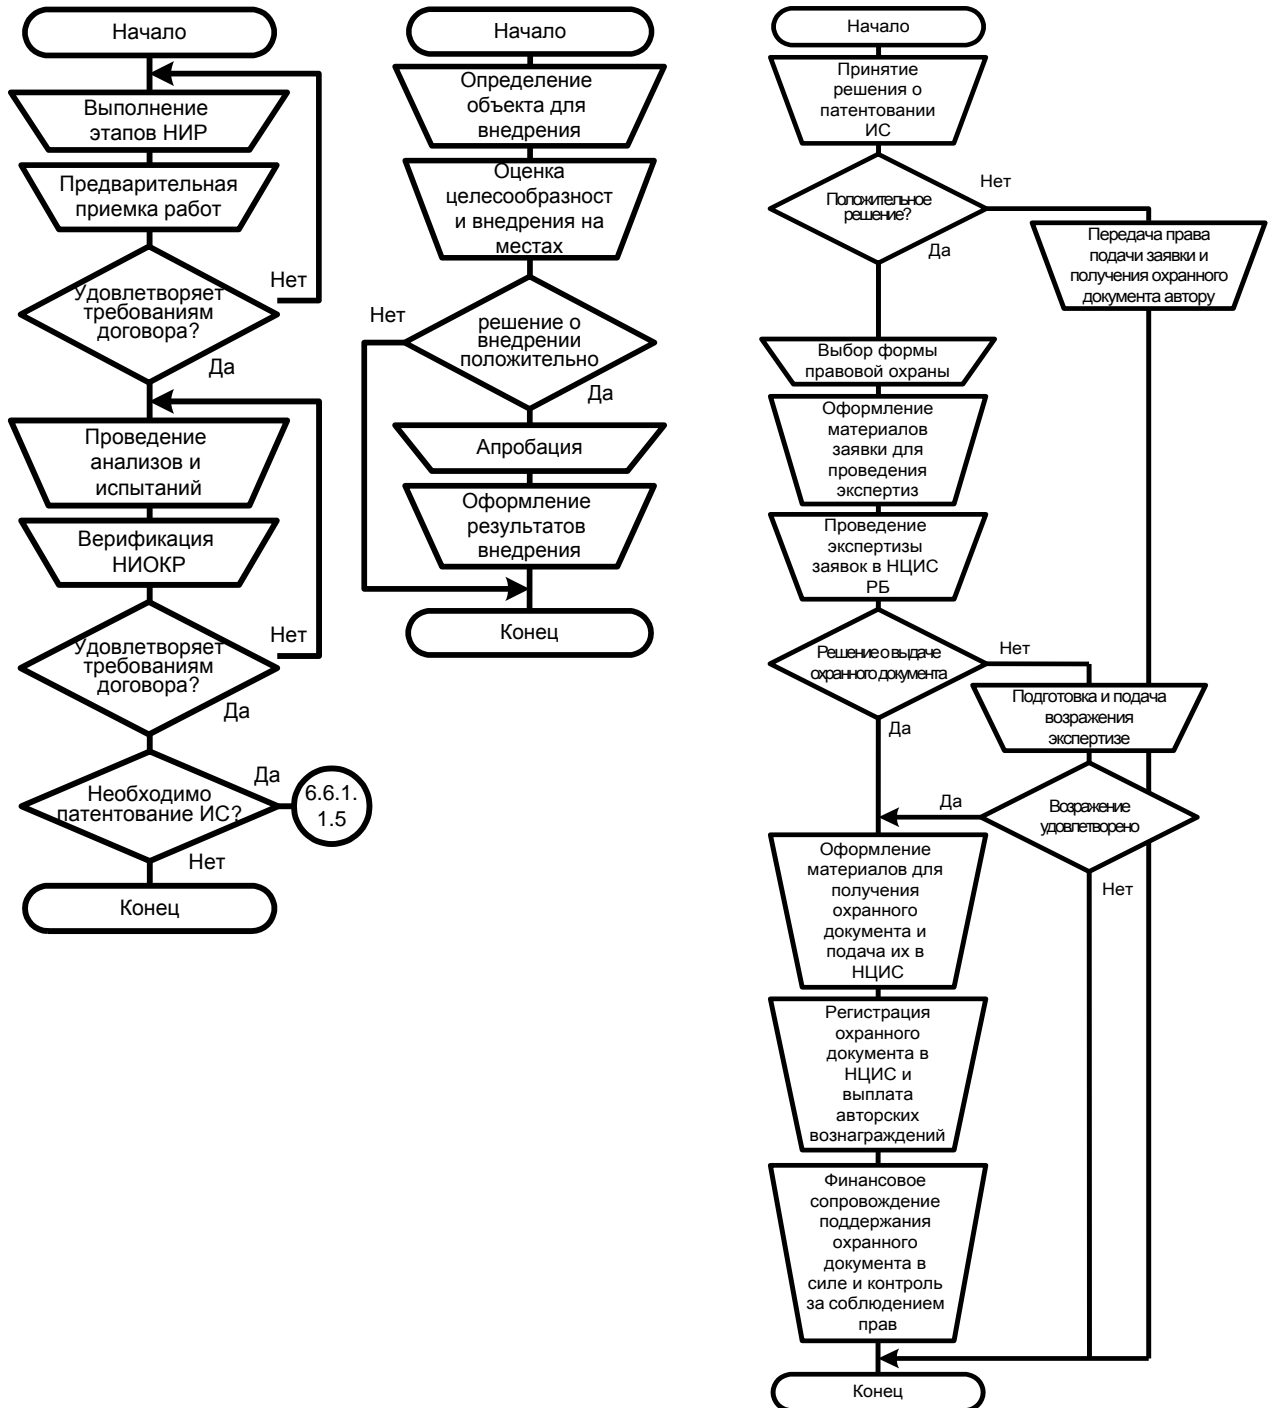 Начало
Выполнение
этапов НИР
Предварительная
приемка работ
Удовлетворяет
требованиям
договора?
Нет
Да
Проведение
анализов и
испытаний
Верификация
НИОКР
Удовлетворяет
требованиям
договора?
Нет
Да
Необходимо
патентование ИС?
Да
6.6.1.
1.5
Нет
Конец
Начало
Определение
объекта для
внедрения
Оценка
целесообразност
и внедрения на
местах
Нет
решение о
внедрении
положительно
Да
Апробация
Оформление
результатов
внедрения
Конец
Начало
Принятие
решения о
патентовании
ИС
Положительное
решение?
Нет
Да
Передача права
подачи заявки и
получения охранного
документа автору
Выбор формы
правовой охраны
Оформление
материалов
заявки для
проведения
экспертиз
Проведение
экспертизы
заявок в НЦИС
РБ
Решение о выдаче
охранного документа
Нет
Да
Подготовка и подача
возражения
экспертизе
Возражение
удовлетворено
Да
Нет
Оформление
материалов для
получения
охранного
документа и
подача их в
НЦИС
Регистрация
охранного
документа в
НЦИС и
выплата
авторских
вознаграждений
Финансовое
сопровождение
поддержания
охранного
документа в
силе и контроль
за соблюдением
прав
Конец